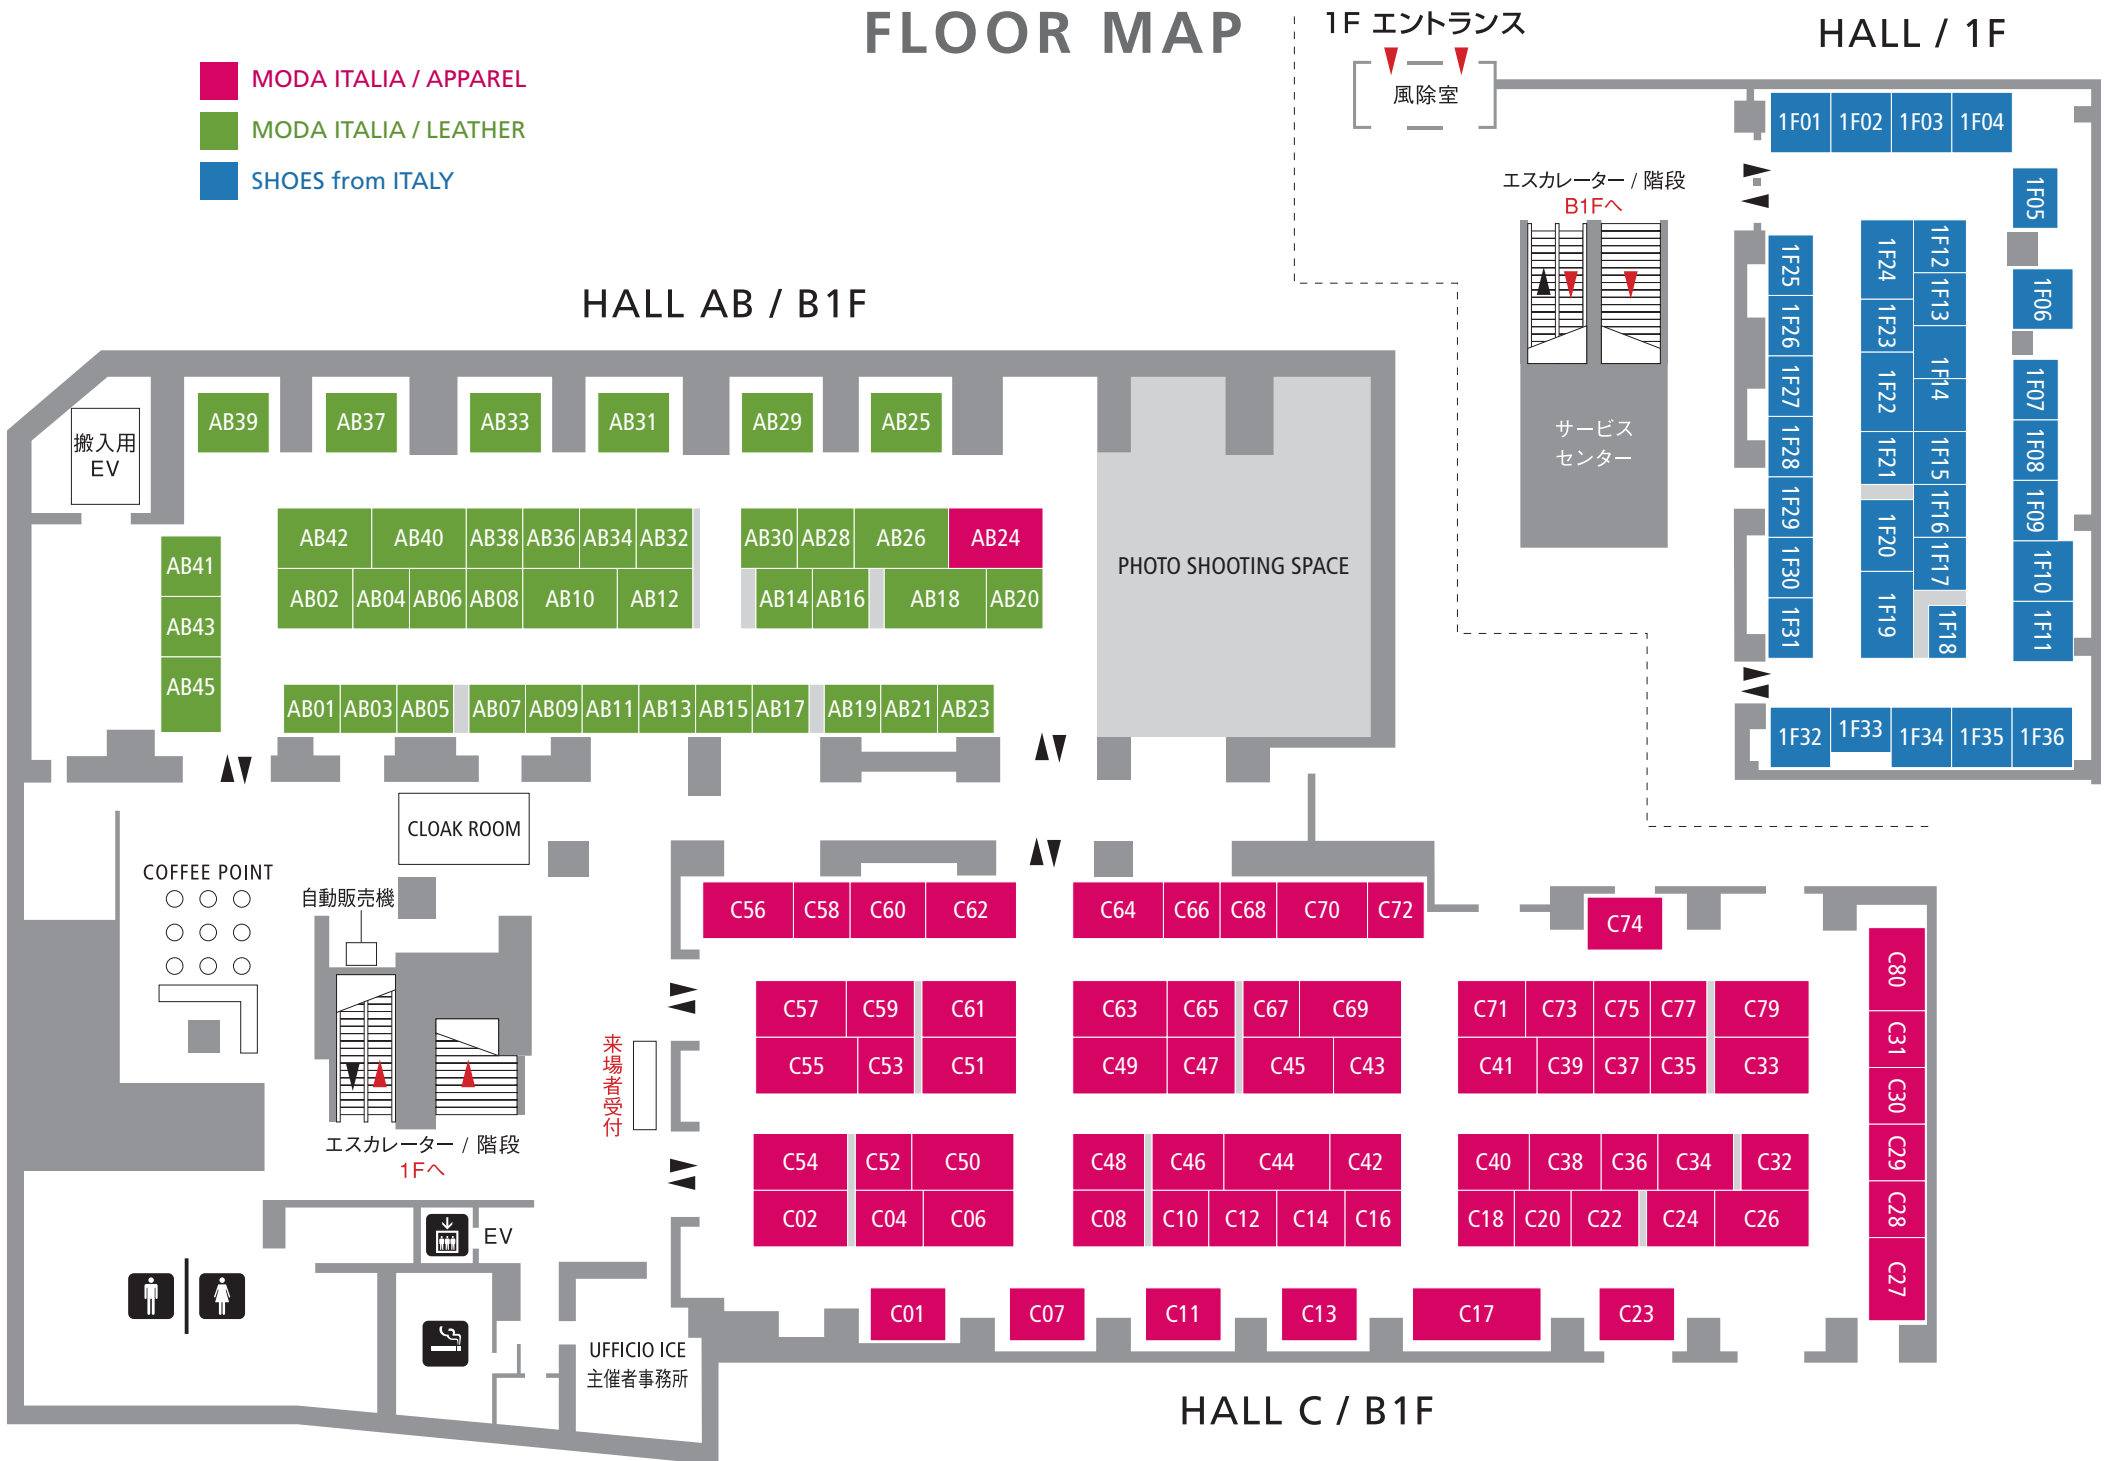 FLOOR MAP
MODA ITALIA / APPAREL
MODA ITALIA / LEATHER
SHOES from ITALY
1F エントランス
風除室
HALL / 1F
エスカレーター / 階段
B1Fへ
サービス
センター
1F01 1F02 1F03 1F04
1F05
1F06
1F07
1F08
1F09
1F10
1F11
1F12
1F13
1F14
1F15
1F16
1F17
1F18
1F24
1F23
1F22
1F21
1F20
1F19
1F25
1F26
1F27
1F28
1F29
1F30
1F31
1F32 1F33 1F34 1F35 1F36
HALL AB / B1F
搬入用
EV
AB39 AB37 AB33 AB31 AB29 AB25
AB42 AB40 AB38 AB36 AB34 AB32 AB30 AB28 AB26 AB24
AB02 AB04 AB06 AB08 AB10 AB12 AB14 AB16 AB18 AB20
AB41
AB43
AB45
AB01 AB03 AB05 AB07 AB09 AB11 AB13 AB15 AB17 AB19 AB21 AB23
PHOTO SHOOTING SPACE
CLOAK ROOM
COFFEE POINT
自動販売機
エスカレーター / 階段
1Fへ
来場者受付
EV
UFFICIO ICE
主催者事務所
C56 C58 C60 C62 C64 C66 C68 C70 C72 C74
C57 C59 C61 C63 C65 C67 C69 C71 C73 C75 C77 C79
C55 C53 C51 C49 C47 C45 C43 C41 C39 C37 C35 C33
C54 C52 C50 C48 C46 C44 C42 C40 C38 C36 C34 C32
C02 C04 C06 C08 C10 C12 C14 C16 C18 C20 C22 C24 C26
C01 C07 C11 C13 C17 C23
C80
C31
C30
C29
C28
C27
HALL C / B1F